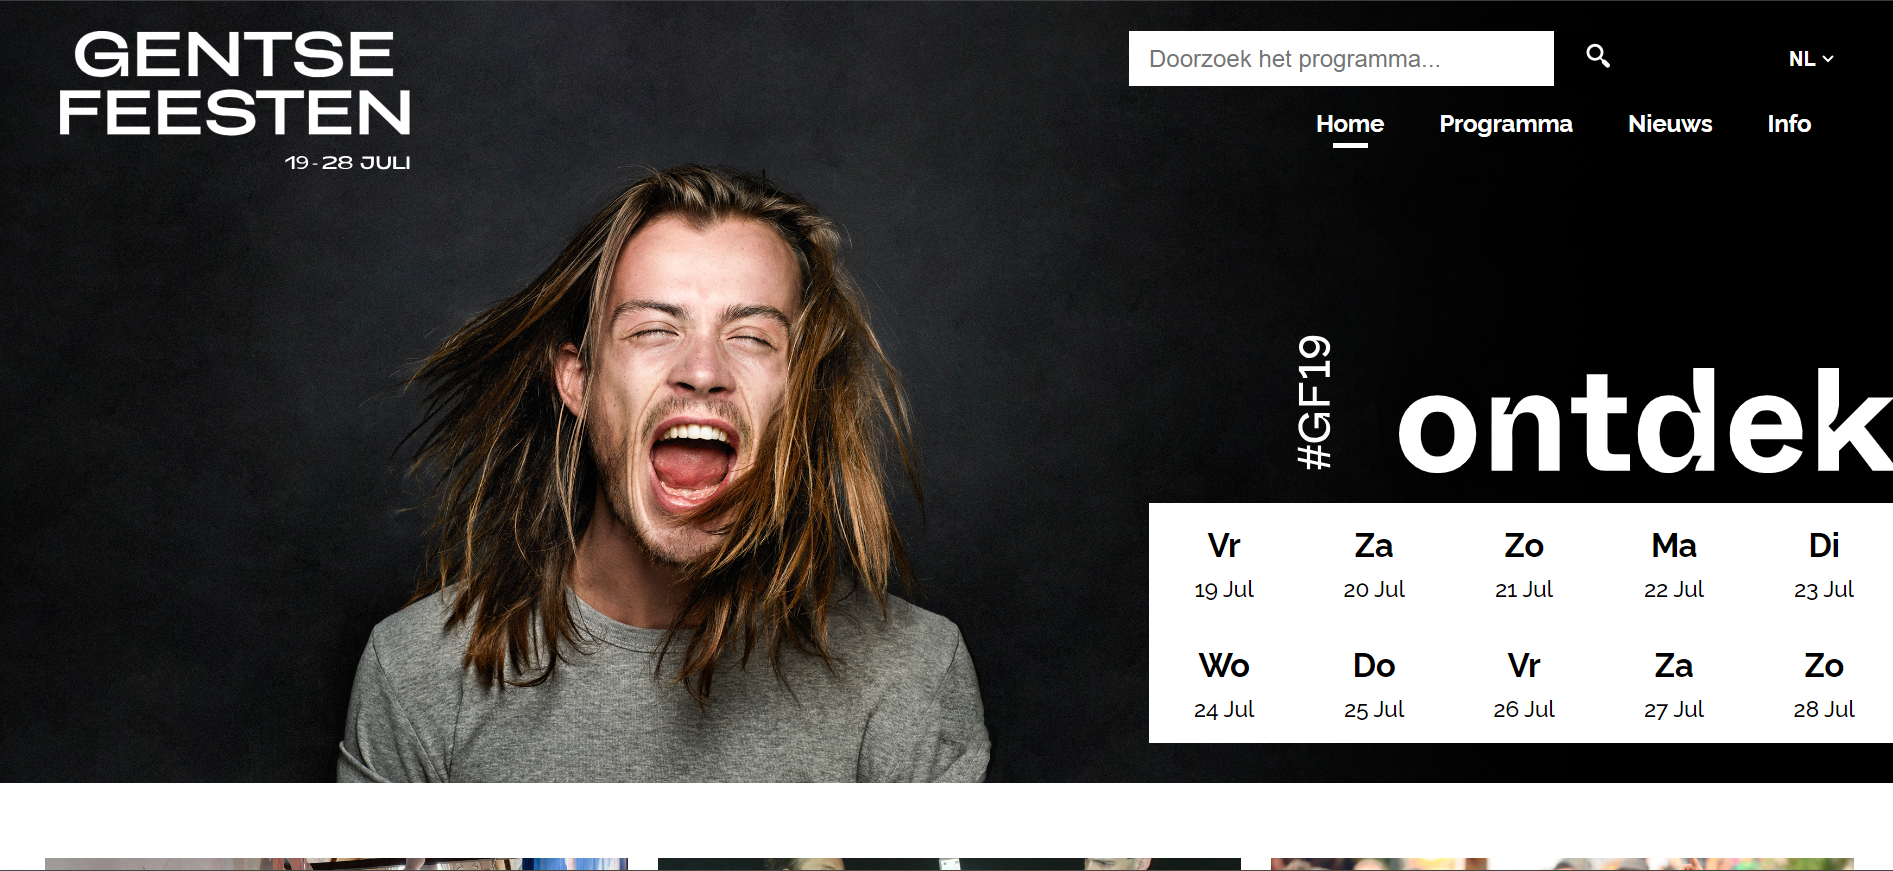 GENTSE
FEESTEN
19-28 JULI
Doorzoek het programma...
NL
Home Programma Nieuws Info
#GF19
ontdek
Vr Za Zo Ma Di
19 Jul 20 Jul 21 Jul 22 Jul 23 Jul
Wo Do Vr Za Zo
24 Jul 25 Jul 26 Jul 27 Jul 28 Jul